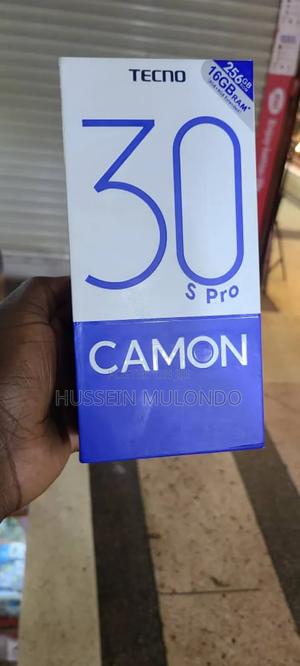 TECNO
256GB
16GB RAM*
30
S Pro
CAMON
HUSSEIN MULONDO